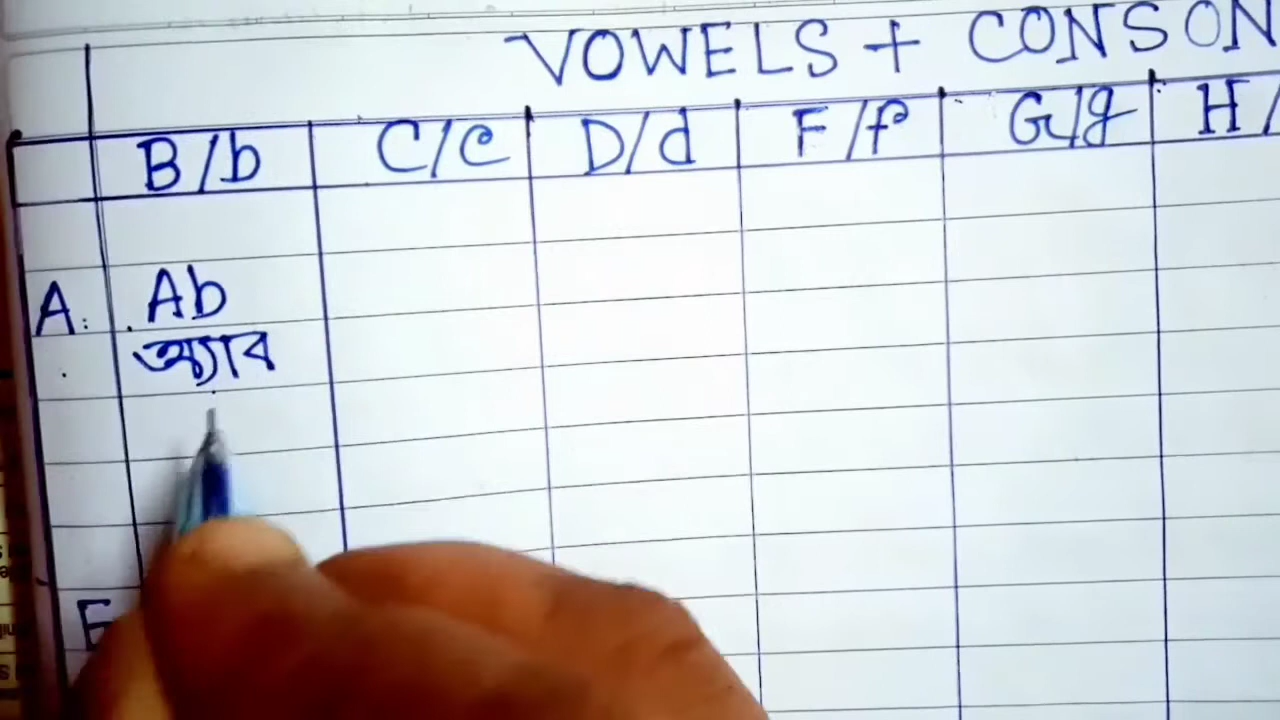 VOWELS + CONSON
B/b C/c D/d F/f G/g H/
A: Ab
অ্যাব
E